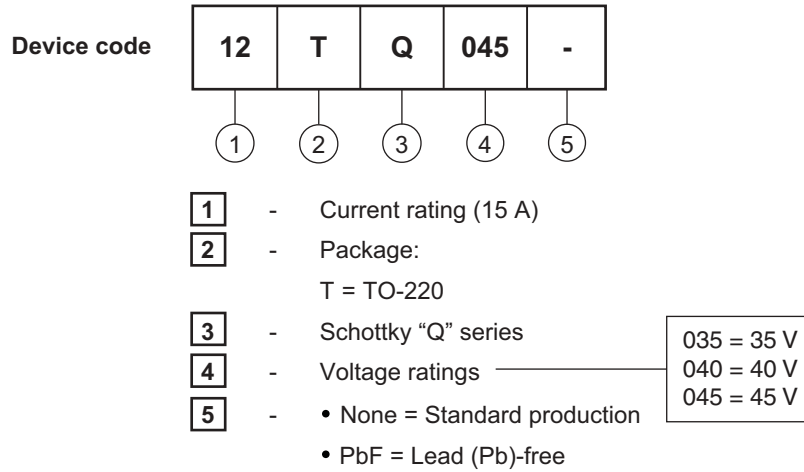 Device code 12 T Q 045 -
1 2 3 4 5
1 - Current rating (15 A)
2 - Package:
T = TO-220
3 - Schottky “Q” series
4 - Voltage ratings
5 - • None = Standard production
• PbF = Lead (Pb)-free
035 = 35 V
040 = 40 V
045 = 45 V